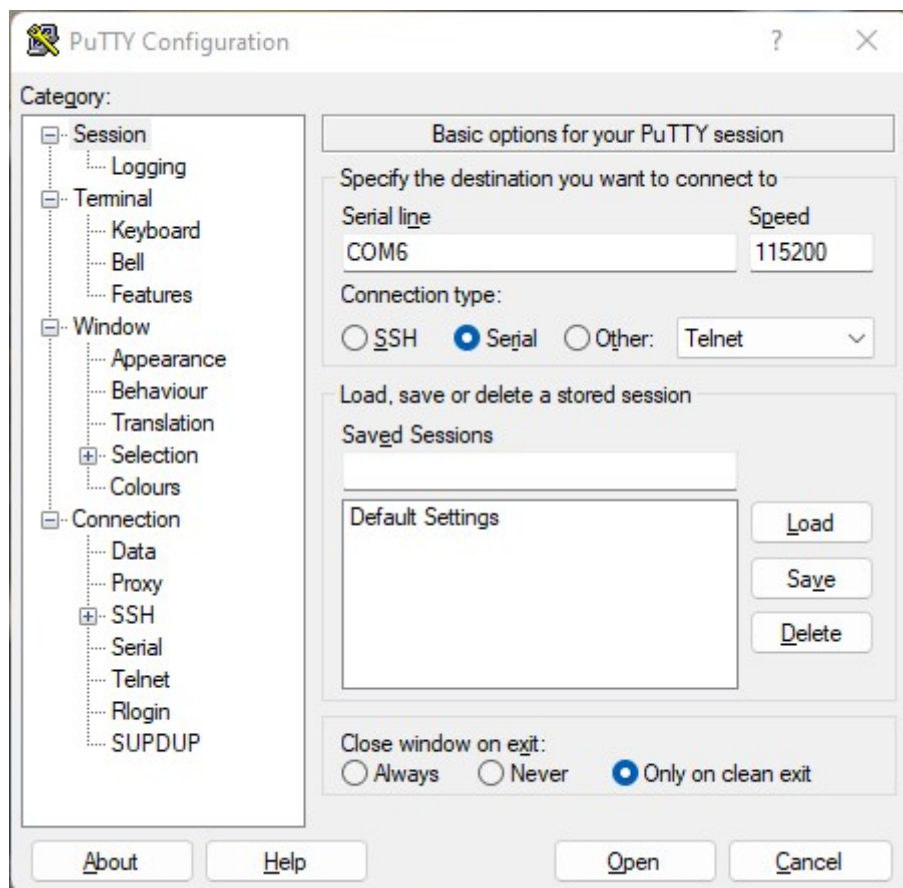 PuTTY Configuration
?
Category:
Session
Logging
Terminal
Keyboard
Bell
Features
Window
Appearance
Behaviour
Translation
Selection
Colours
Connection
Data
Proxy
SSH
Serial
Telnet
Rlogin
SUPDUP
Basic options for your PuTTY session
Specify the destination you want to connect to
Serial line Speed
COM6 115200
Connection type:
SSH Serial Other: Telnet
Load, save or delete a stored session
Saved Sessions
Default Settings
Load
Save
Delete
Close window on exit:
Always Never Only on clean exit
About Help Open Cancel